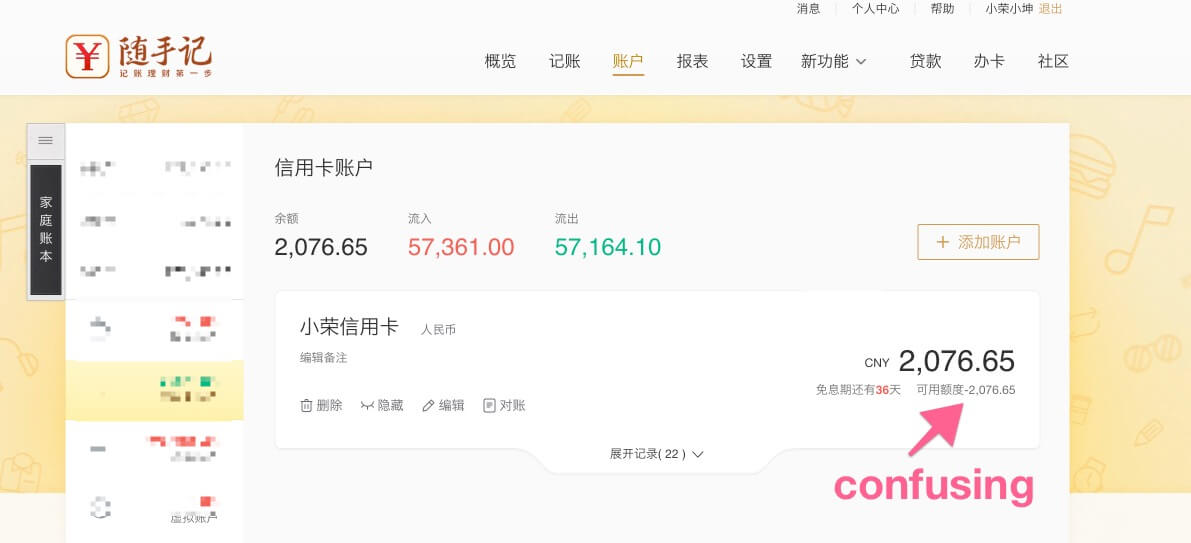 消息 个人中心 帮助 小荣小坤 退出
随手记
记账理财第一步
概览 记账 账户 报表 设置 新功能 贷款 办卡 社区
家庭账本
信用卡账户
余额 流入 流出
2,076.65 57,361.00 57,164.10
+ 添加账户
小荣信用卡 人民币
编辑备注
CNY 2,076.65
免息期还有36天 可用额度-2,076.65
删除 隐藏 编辑 对账
展开记录( 22 )
confusing
虚拟账户